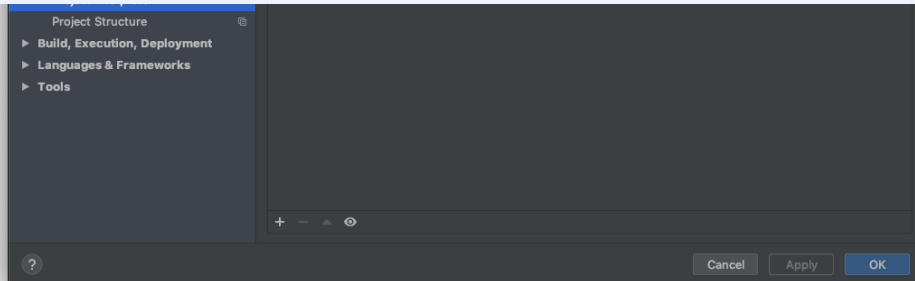 Project Structure
Build, Execution, Deployment
Languages & Frameworks
Tools
?
Cancel
Apply
OK